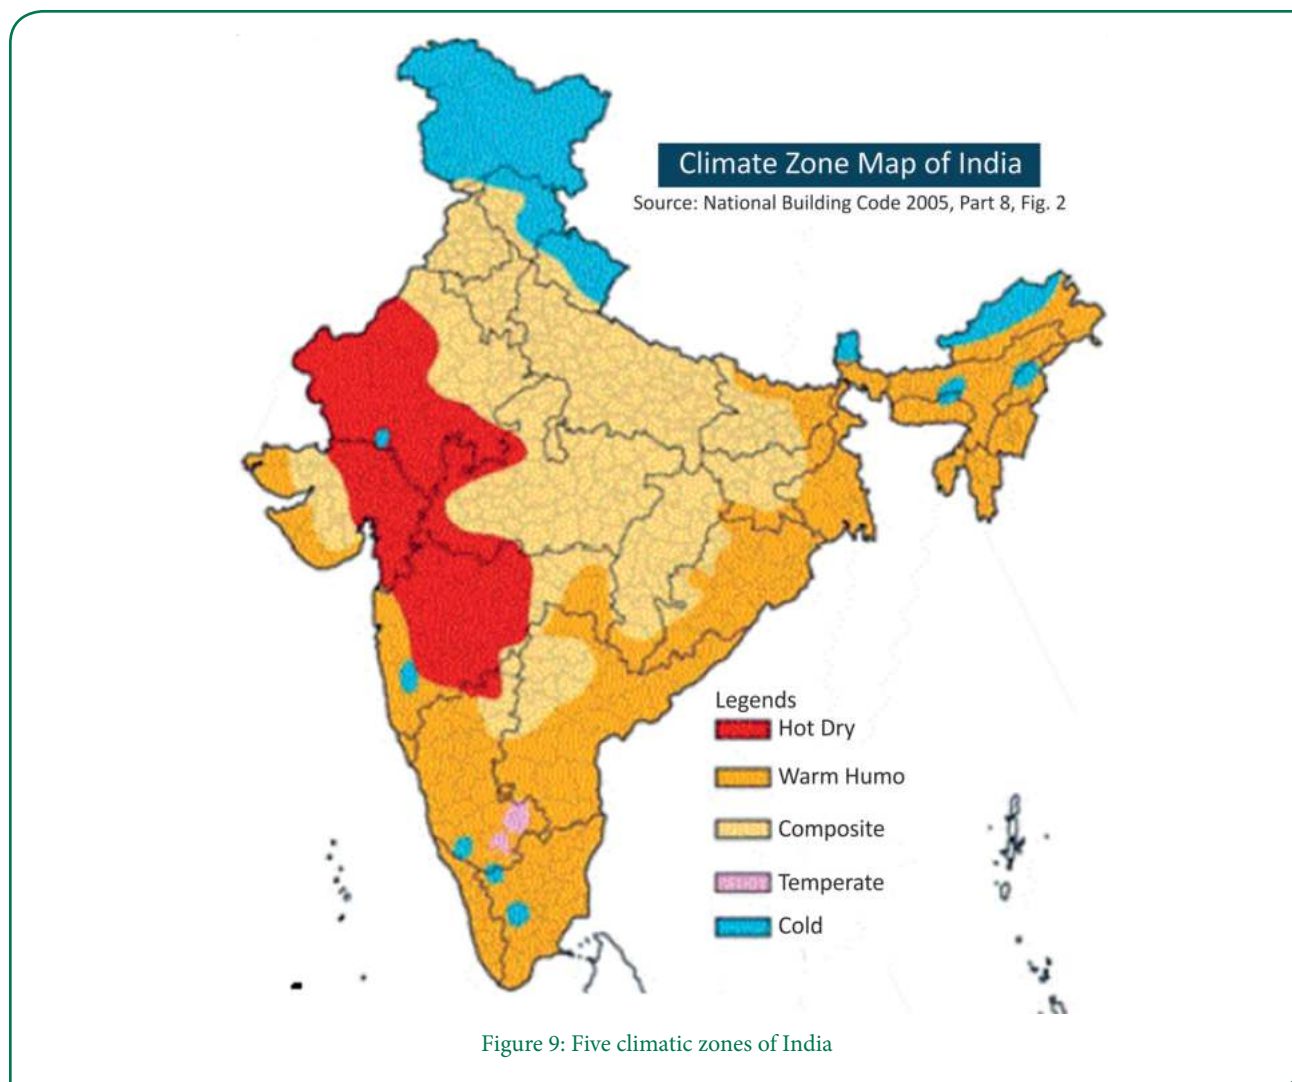 Climate Zone Map of India
Source: National Building Code 2005, Part 8, Fig. 2
Legends
Hot Dry
Warm Humo
Composite
Temperate
Cold
Figure 9: Five climatic zones of India